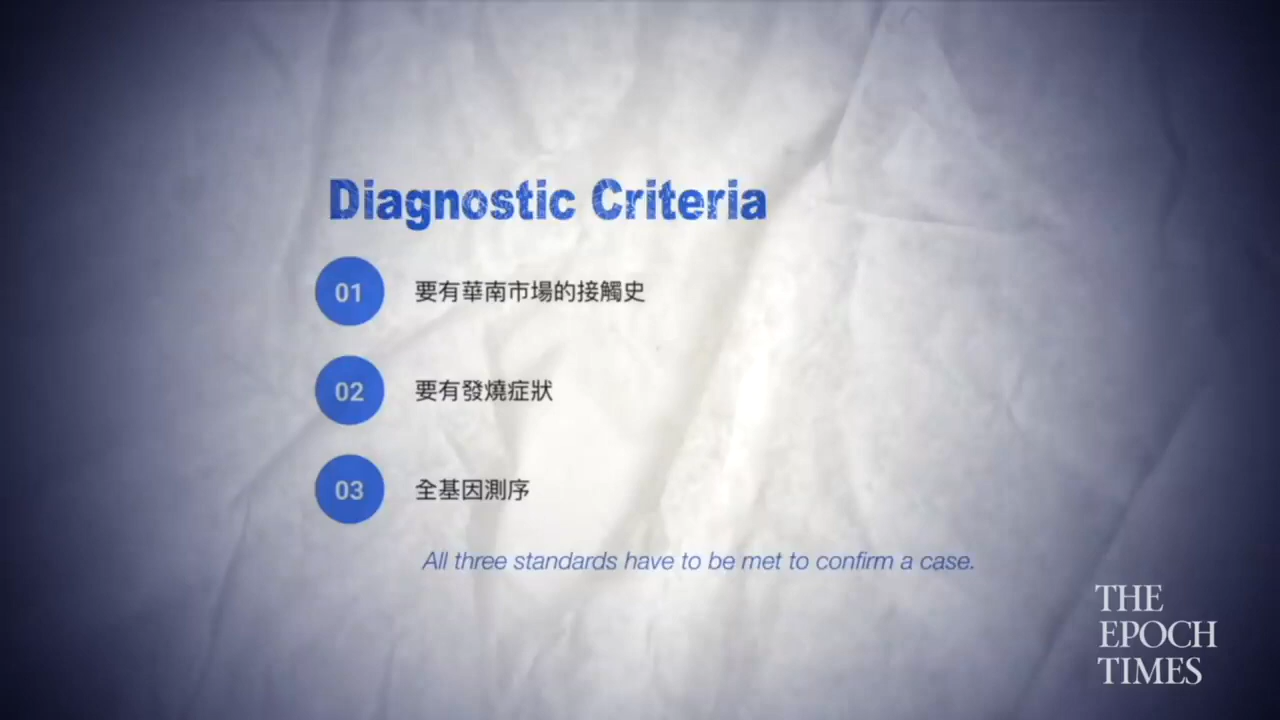 Diagnostic Criteria
01 要有華南市場的接觸史
02 要有發燒症狀
03 全基因測序
All three standards have to be met to confirm a case.
THE
EPOCH
TIMES